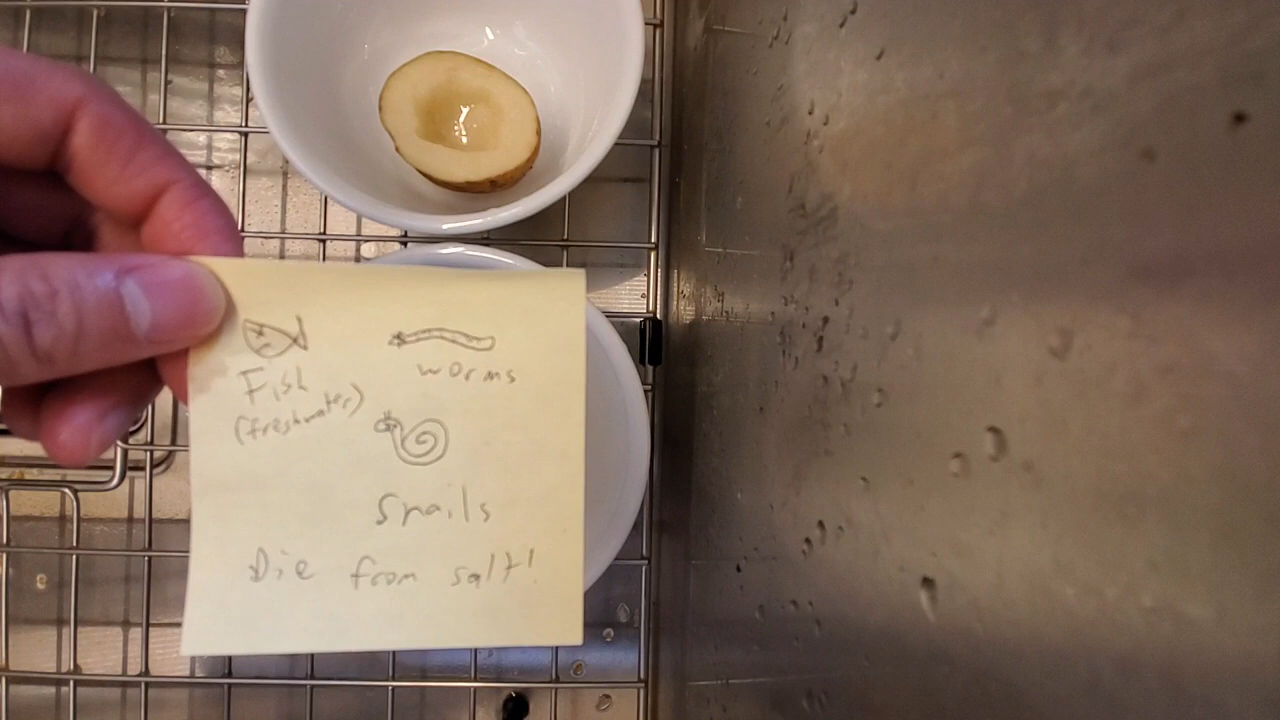 Fish
worms
(freshwater)
Snails
Die from salt!